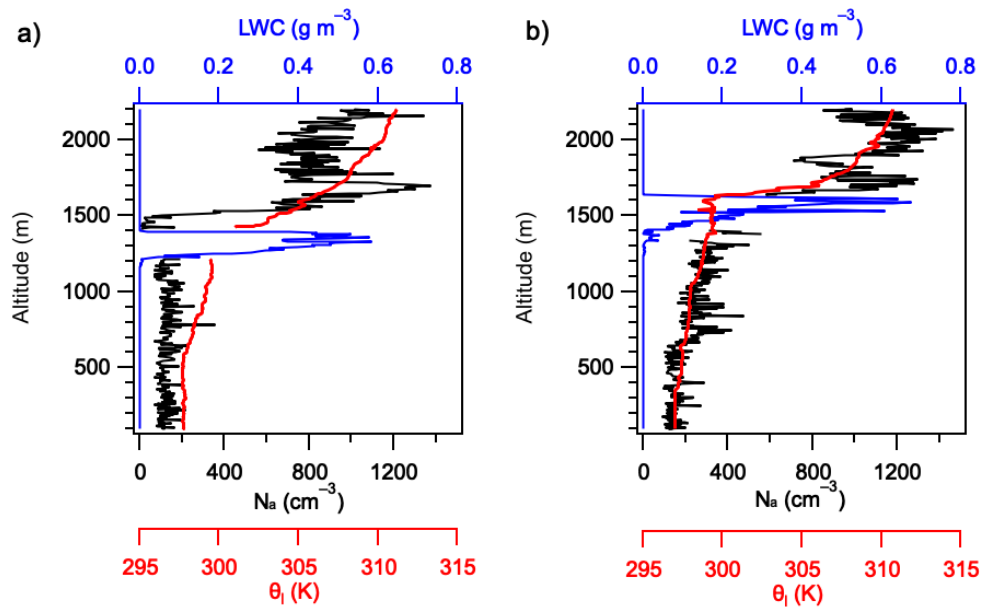 a)
LWC (g m⁻³)
0.0 0.2 0.4 0.6 0.8
Altitude (m)
2000
1500
1000
500
0 400 800 1200
Nₐ (cm⁻³)
295 300 305 310 315
θₗ (K)
b)
LWC (g m⁻³)
0.0 0.2 0.4 0.6 0.8
Altitude (m)
2000
1500
1000
500
0 400 800 1200
Nₐ (cm⁻³)
295 300 305 310 315
θₗ (K)